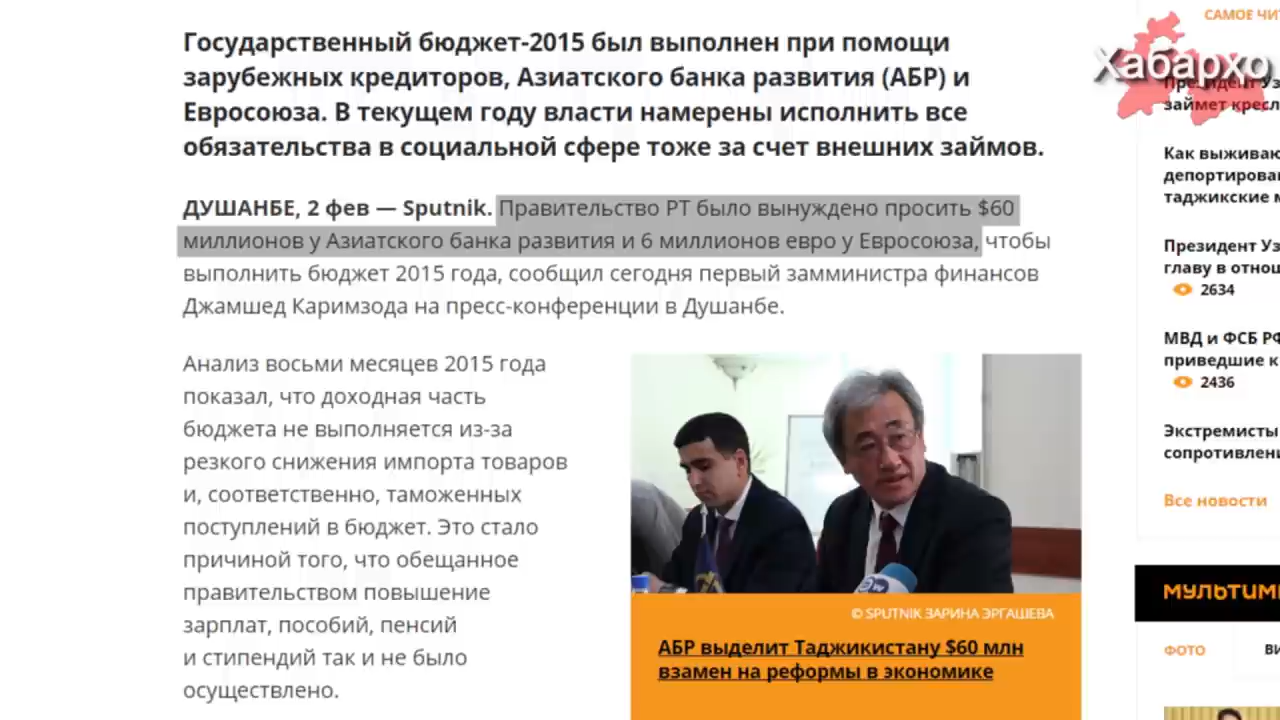 Государственный бюджет-2015 был выполнен при помощи
зарубежных кредиторов, Азиатского банка развития (АБР) и
Евросоюза. В текущем году власти намерены исполнить все
обязательства в социальной сфере тоже за счет внешних займов.
ДУШАНБЕ, 2 фев — Sputnik. Правительство РТ было вынуждено просить $60
миллионов у Азиатского банка развития и 6 миллионов евро у Евросоюза, чтобы
выполнить бюджет 2015 года, сообщил сегодня первый замминистра финансов
Джамшед Каримзода на пресс-конференции в Душанбе.
Анализ восьми месяцев 2015 года
показал, что доходная часть
бюджета не выполняется из-за
резкого снижения импорта товаров
и, соответственно, таможенных
поступлений в бюджет. Это стало
причиной того, что обещанное
правительством повышение
зарплат, пособий, пенсий
и стипендий так и не было
осуществлено.
© SPUTNIK ЗАРИНА ЭРГАШЕВА
АБР выделит Таджикистану $60 млн
взамен на реформы в экономике
САМОЕ ЧИТ
Хабархо
Президент Уз
займет кресл
Как выживаю
депортирован
таджикские м
Президент Уз
главу в отнош
2634
МВД и ФСБ РФ
приведшие к
2436
Экстремисты
сопротивлени
Все новости
МУЛЬТИМ
ФОТО
ВИ